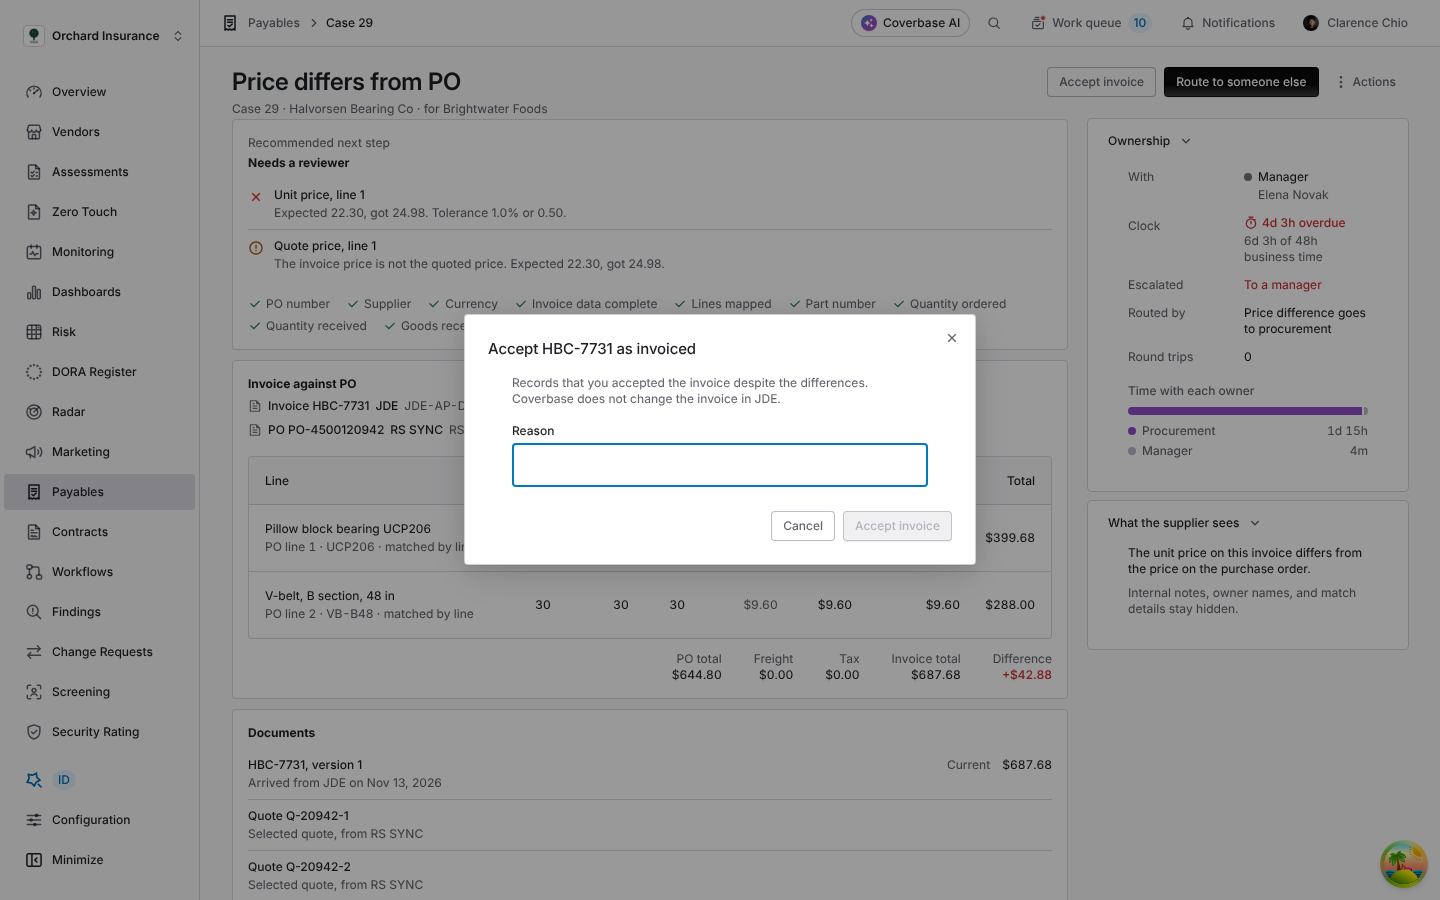 Orchard Insurance
Overview
Vendors
Assessments
Zero Touch
Monitoring
Dashboards
Risk
DORA Register
Radar
Marketing
Payables
Contracts
Workflows
Findings
Change Requests
Screening
Security Rating
ID
Configuration
Minimize
Payables > Case 29
Coverbase AI
Work queue 10
Notifications
Clarence Chio
Price differs from PO
Case 29 · Halvorsen Bearing Co · for Brightwater Foods
Accept invoice
Route to someone else
Actions
Recommended next step
Needs a reviewer
Unit price, line 1
Expected 22.30, got 24.98. Tolerance 1.0% or 0.50.
Quote price, line 1
The invoice price is not the quoted price. Expected 22.30, got 24.98.
PO number Supplier Currency Invoice data complete Lines mapped Part number Quantity ordered
Quantity received Goods rece
Accept HBC-7731 as invoiced
Records that you accepted the invoice despite the differences.
Coverbase does not change the invoice in JDE.
Reason
Cancel
Accept invoice
Invoice against PO
Invoice HBC-7731 JDE JDE-AP-D
PO PO-4500120942 RS SYNC RS
Line Total
Pillow block bearing UCP206
PO line 1 · UCP206 · matched by lin
$399.68
V-belt, B section, 48 in
PO line 2 · VB-B48 · matched by line
30 30 30 $9.60 $9.60 $9.60 $288.00
PO total Freight Tax Invoice total Difference
$644.80 $0.00 $0.00 $687.68 +$42.88
Documents
HBC-7731, version 1
Arrived from JDE on Nov 13, 2026
Current $687.68
Quote Q-20942-1
Selected quote, from RS SYNC
Quote Q-20942-2
Selected quote, from RS SYNC
Ownership
With Manager
Elena Novak
Clock 4d 3h overdue
6d 3h of 48h
business time
Escalated To a manager
Routed by Price difference goes
to procurement
Round trips 0
Time with each owner
Procurement 1d 15h
Manager 4m
What the supplier sees
The unit price on this invoice differs from
the price on the purchase order.
Internal notes, owner names, and match
details stay hidden.